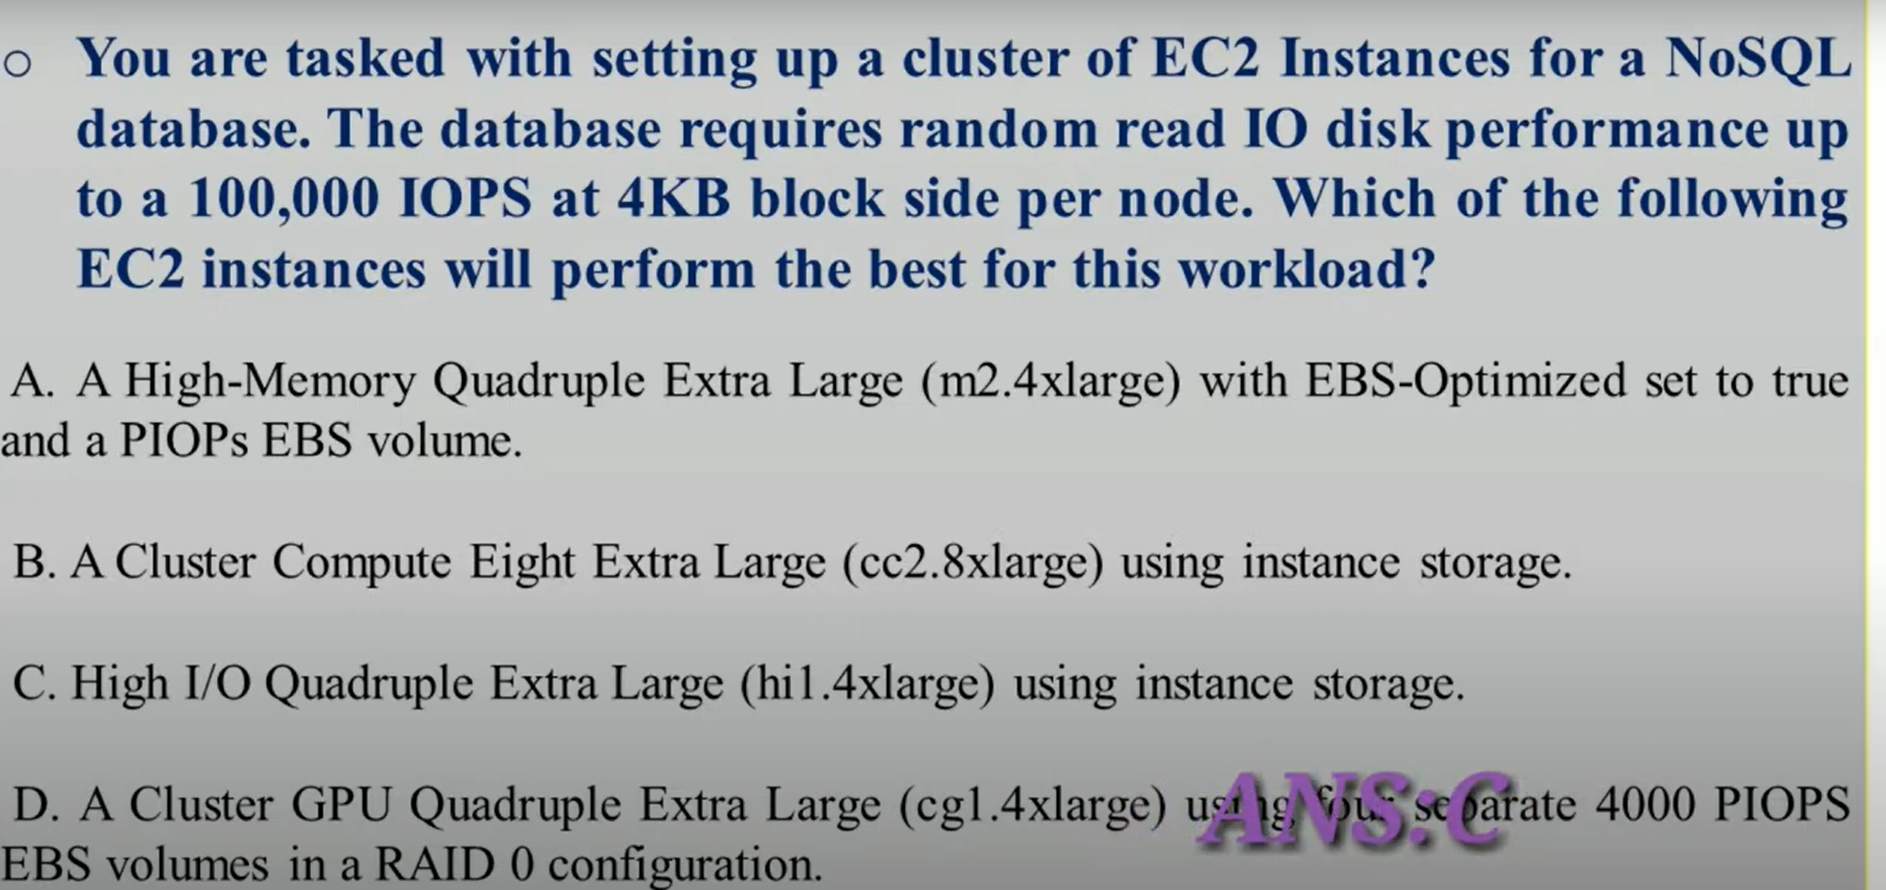 o You are tasked with setting up a cluster of EC2 Instances for a NoSQL
database. The database requires random read IO disk performance up
to a 100,000 IOPS at 4KB block side per node. Which of the following
EC2 instances will perform the best for this workload?
A. A High-Memory Quadruple Extra Large (m2.4xlarge) with EBS-Optimized set to true
and a PIOPs EBS volume.
B. A Cluster Compute Eight Extra Large (cc2.8xlarge) using instance storage.
C. High I/O Quadruple Extra Large (hi1.4xlarge) using instance storage.
D. A Cluster GPU Quadruple Extra Large (cg1.4xlarge) using four separate 4000 PIOPS
ANS:C
EBS volumes in a RAID 0 configuration.